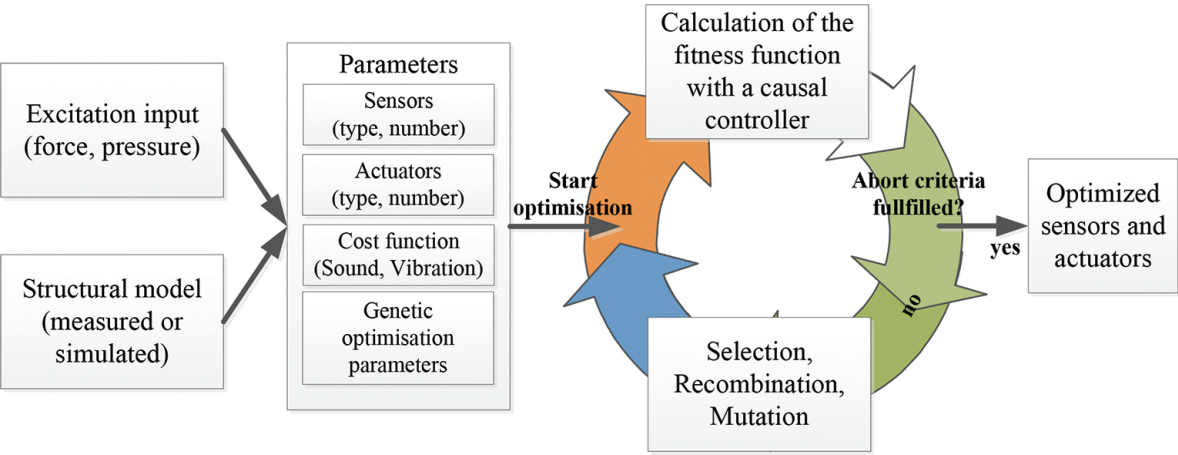 Excitation input
(force, pressure)
Structural model
(measured or
simulated)
Parameters
Sensors
(type, number)
Actuators
(type, number)
Cost function
(Sound, Vibration)
Genetic
optimisation
parameters
Start
optimisation
Calculation of the
fitness function
with a causal
controller
Abort criteria
fullfilled?
yes
no
Selection,
Recombination,
Mutation
Optimized
sensors and
actuators